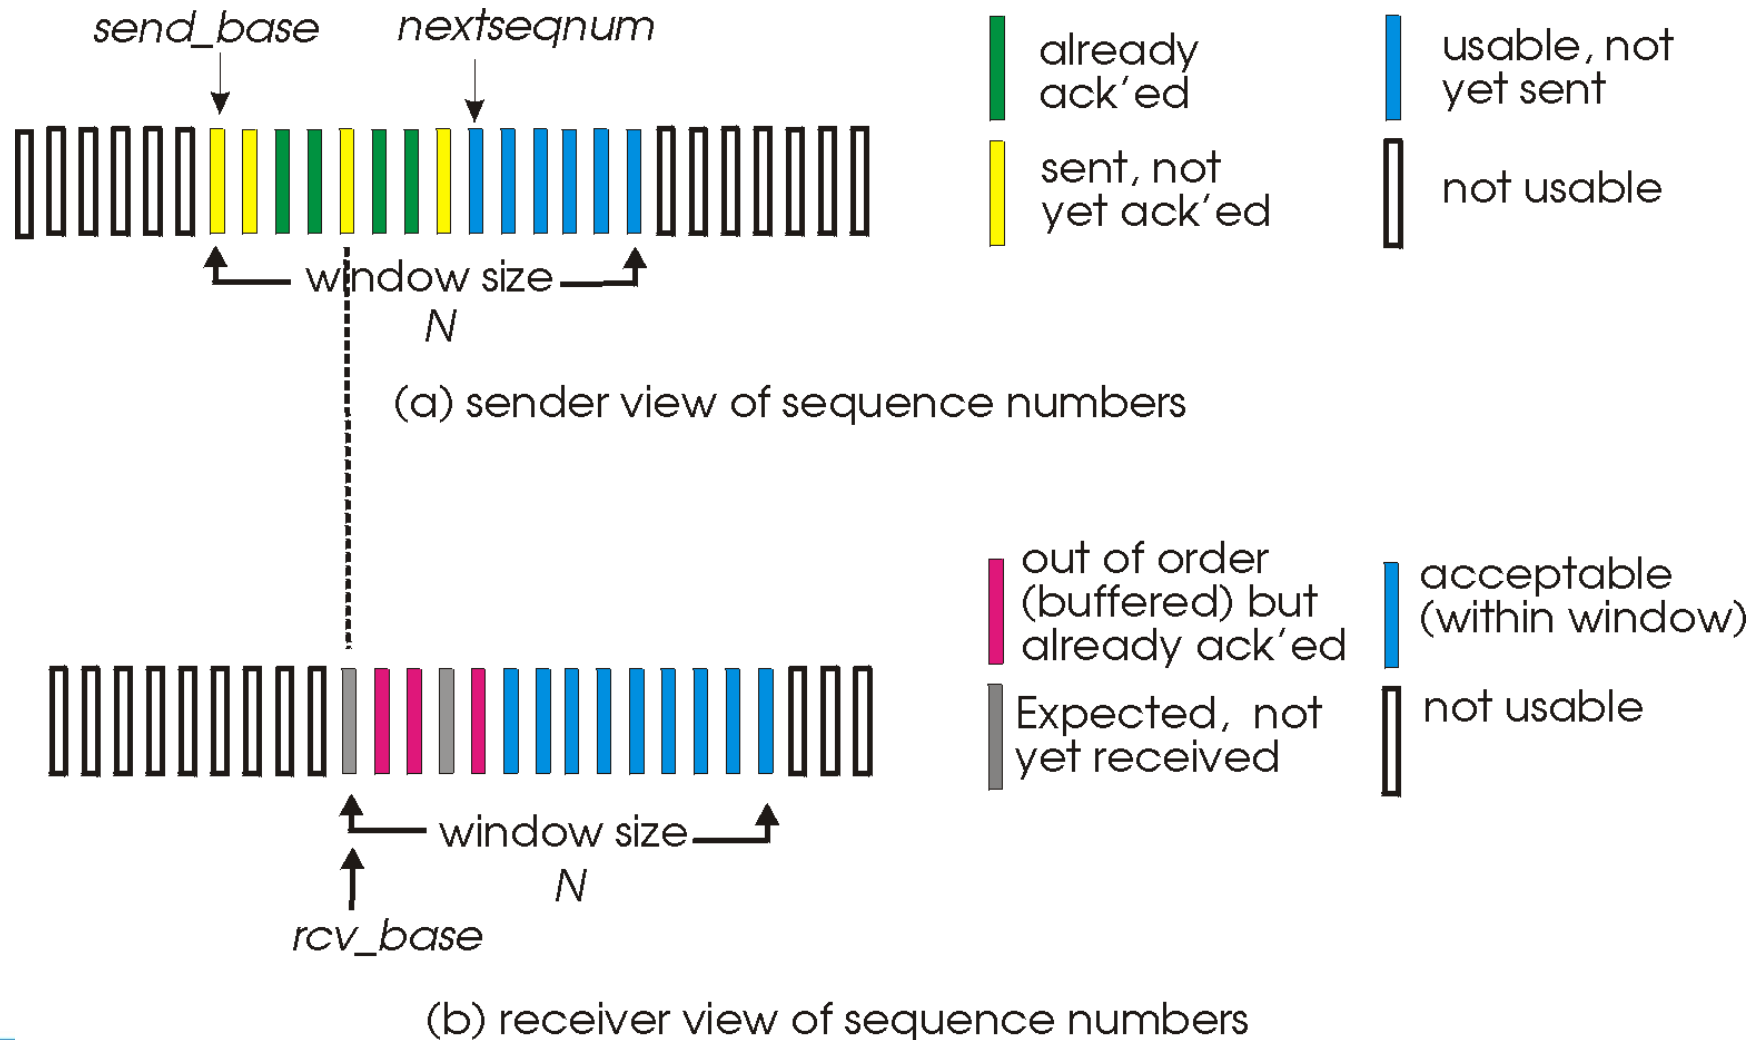 send_base
nextseqnum
already
ack'ed
usable, not
yet sent
sent, not
yet ack'ed
not usable
window size
N
(a) sender view of sequence numbers
out of order
(buffered) but
already ack'ed
acceptable
(within window)
Expected, not
yet received
not usable
window size
N
rcv_base
(b) receiver view of sequence numbers